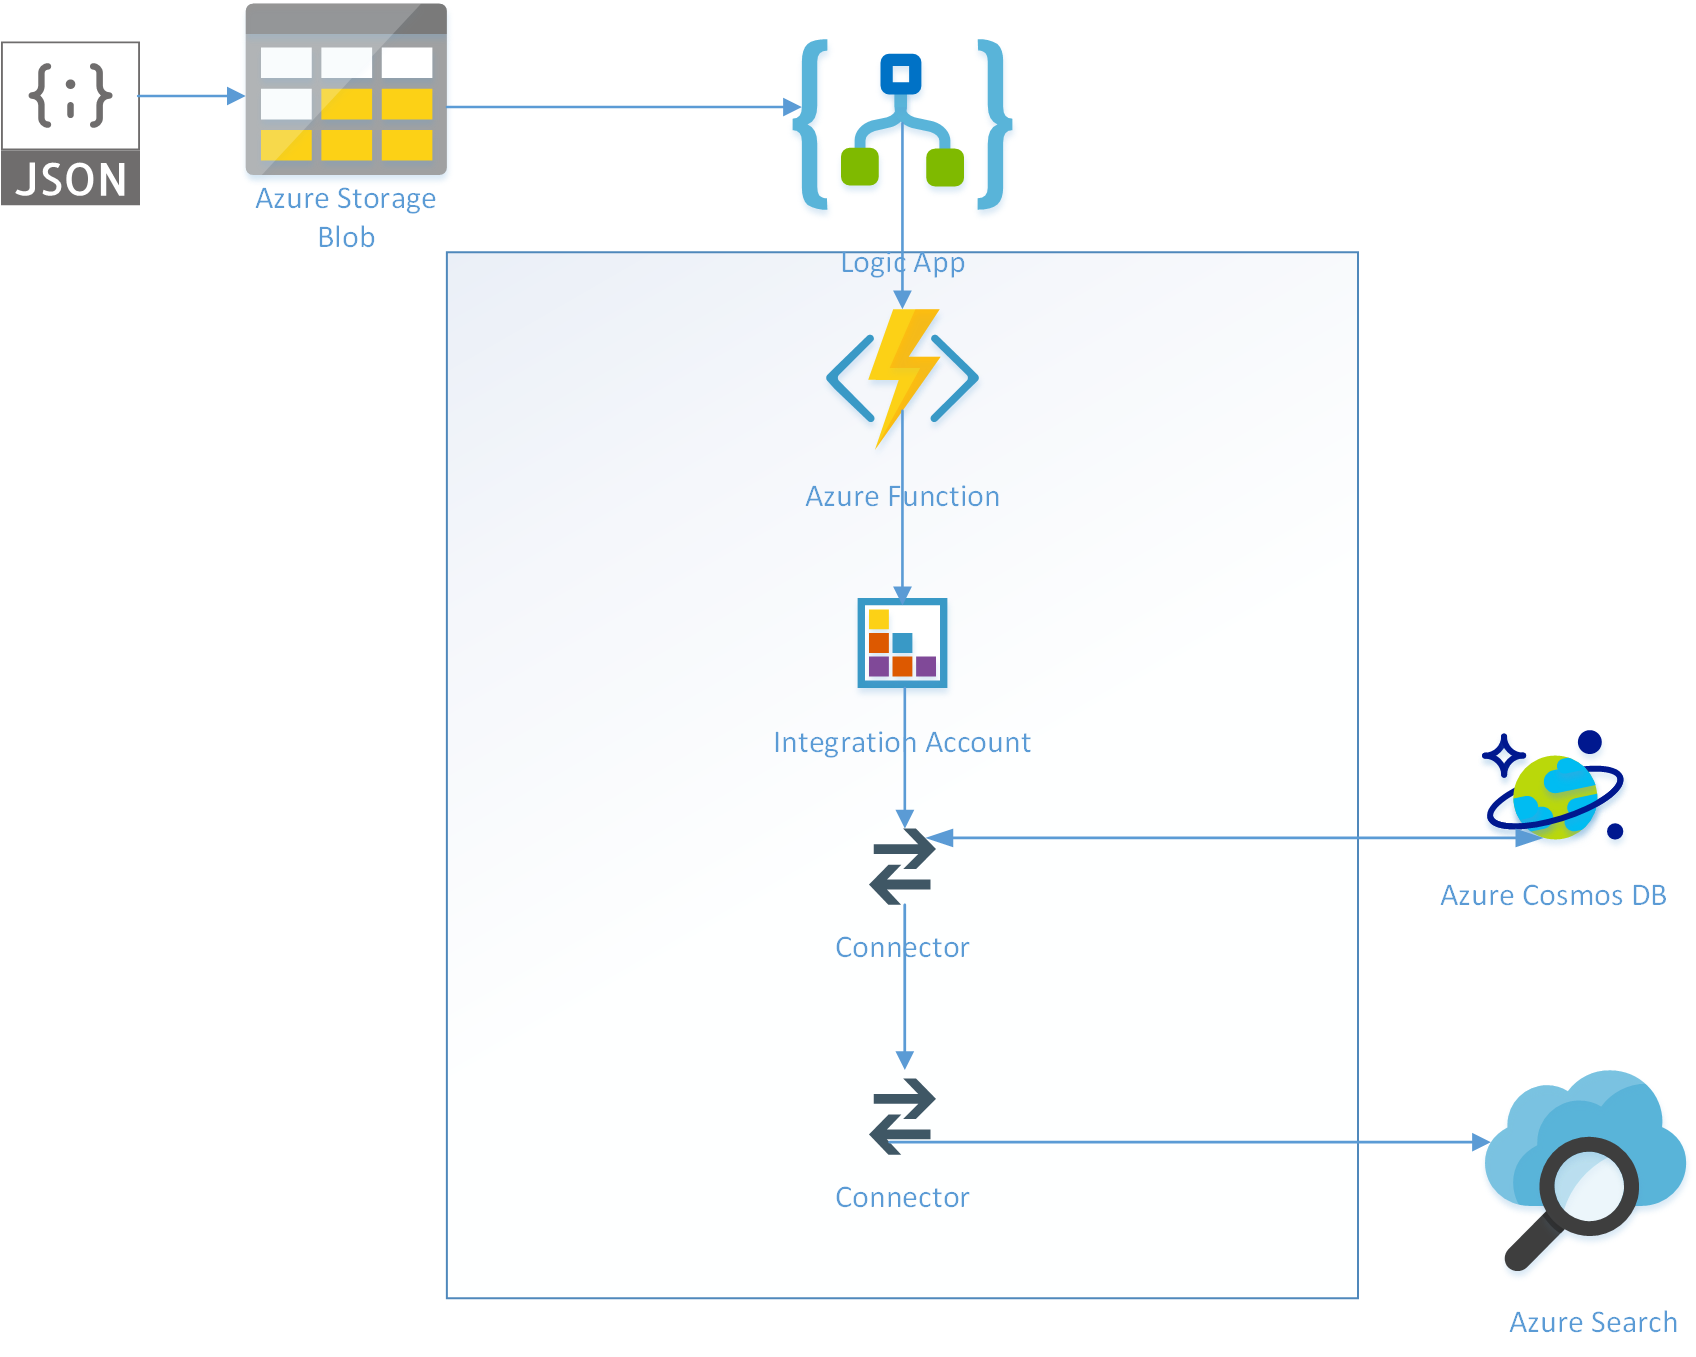 {;}
JSON
Azure Storage
Blob
Logic App
Azure Function
Integration Account
Connector
Azure Cosmos DB
Connector
Azure Search